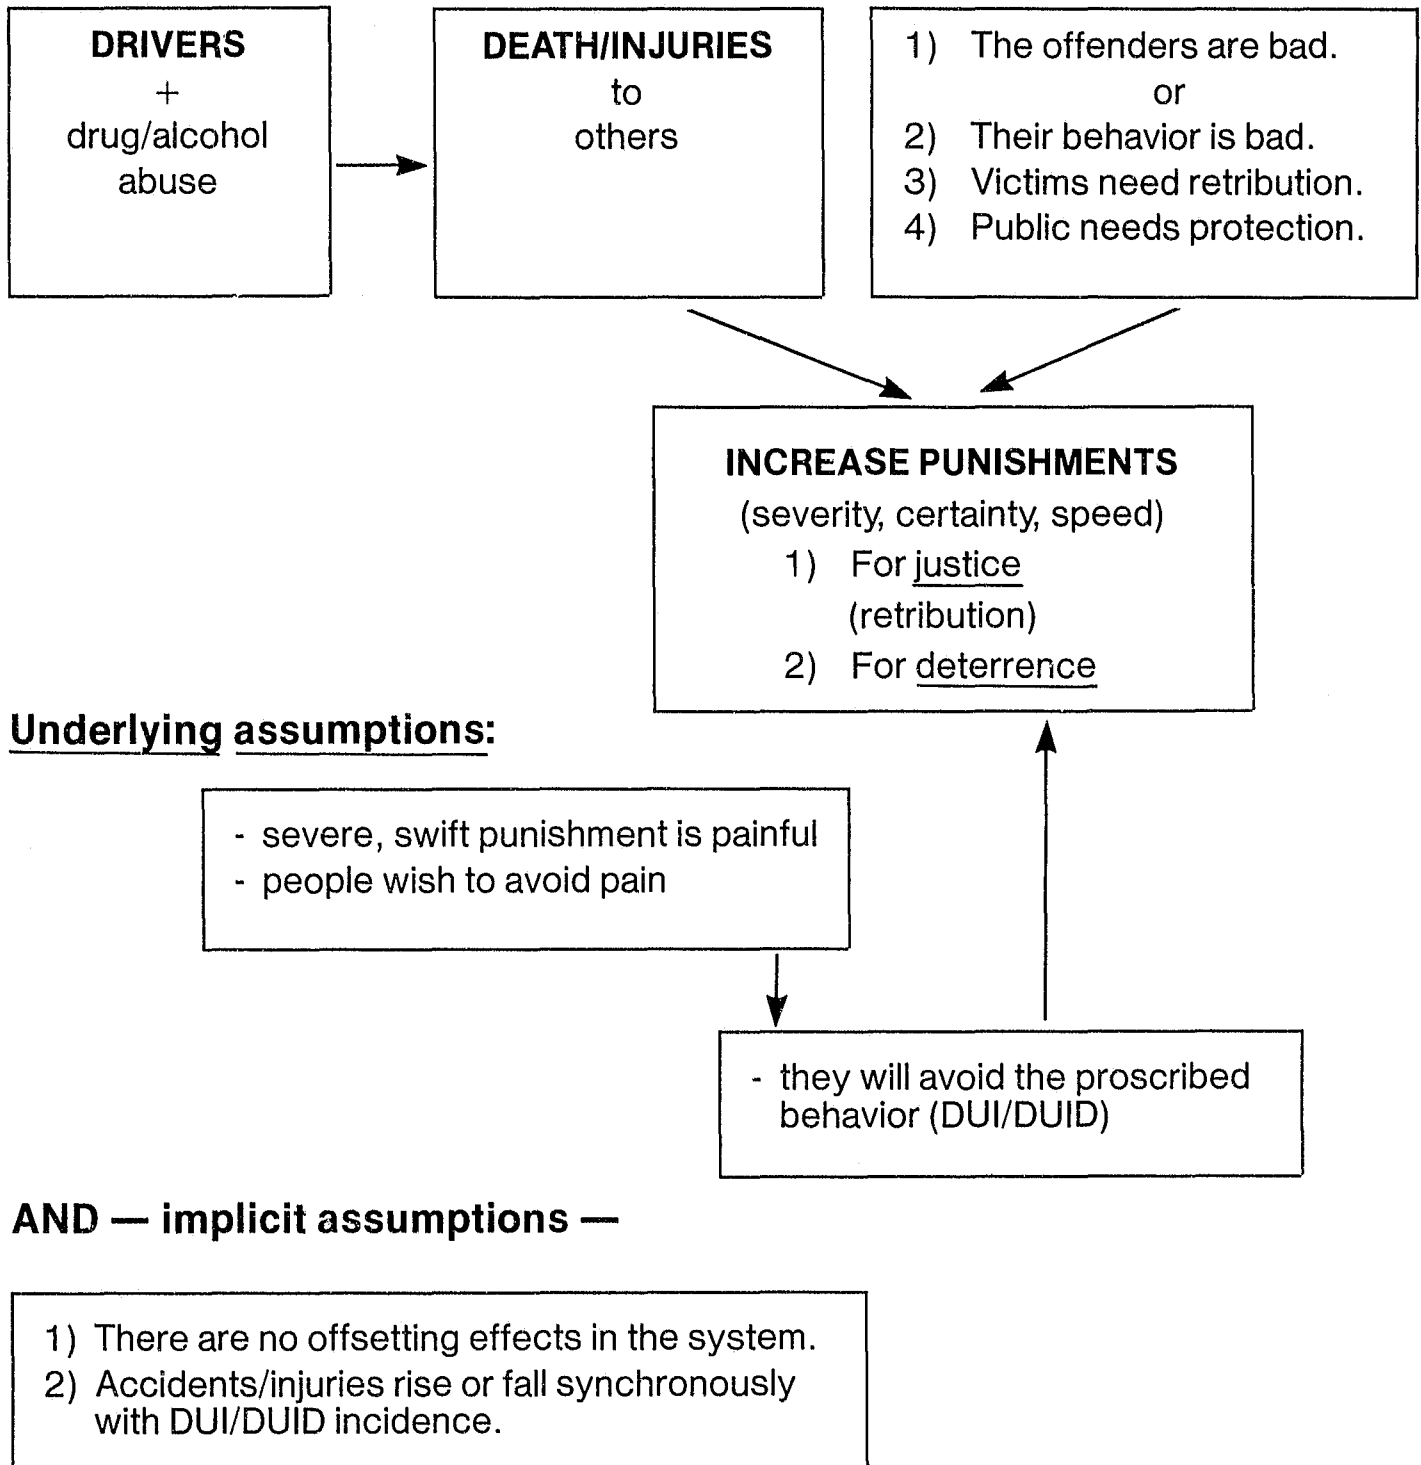 DRIVERS
+
drug/alcohol
abuse
DEATH/INJURIES
to
others
1) The offenders are bad.
or
2) Their behavior is bad.
3) Victims need retribution.
4) Public needs protection.
INCREASE PUNISHMENTS
(severity, certainty, speed)
1) For justice
(retribution)
2) For deterrence
Underlying assumptions:
- severe, swift punishment is painful
- people wish to avoid pain
- they will avoid the proscribed
behavior (DUI/DUID)
AND — implicit assumptions —
1) There are no offsetting effects in the system.
2) Accidents/injuries rise or fall synchronously
with DUI/DUID incidence.